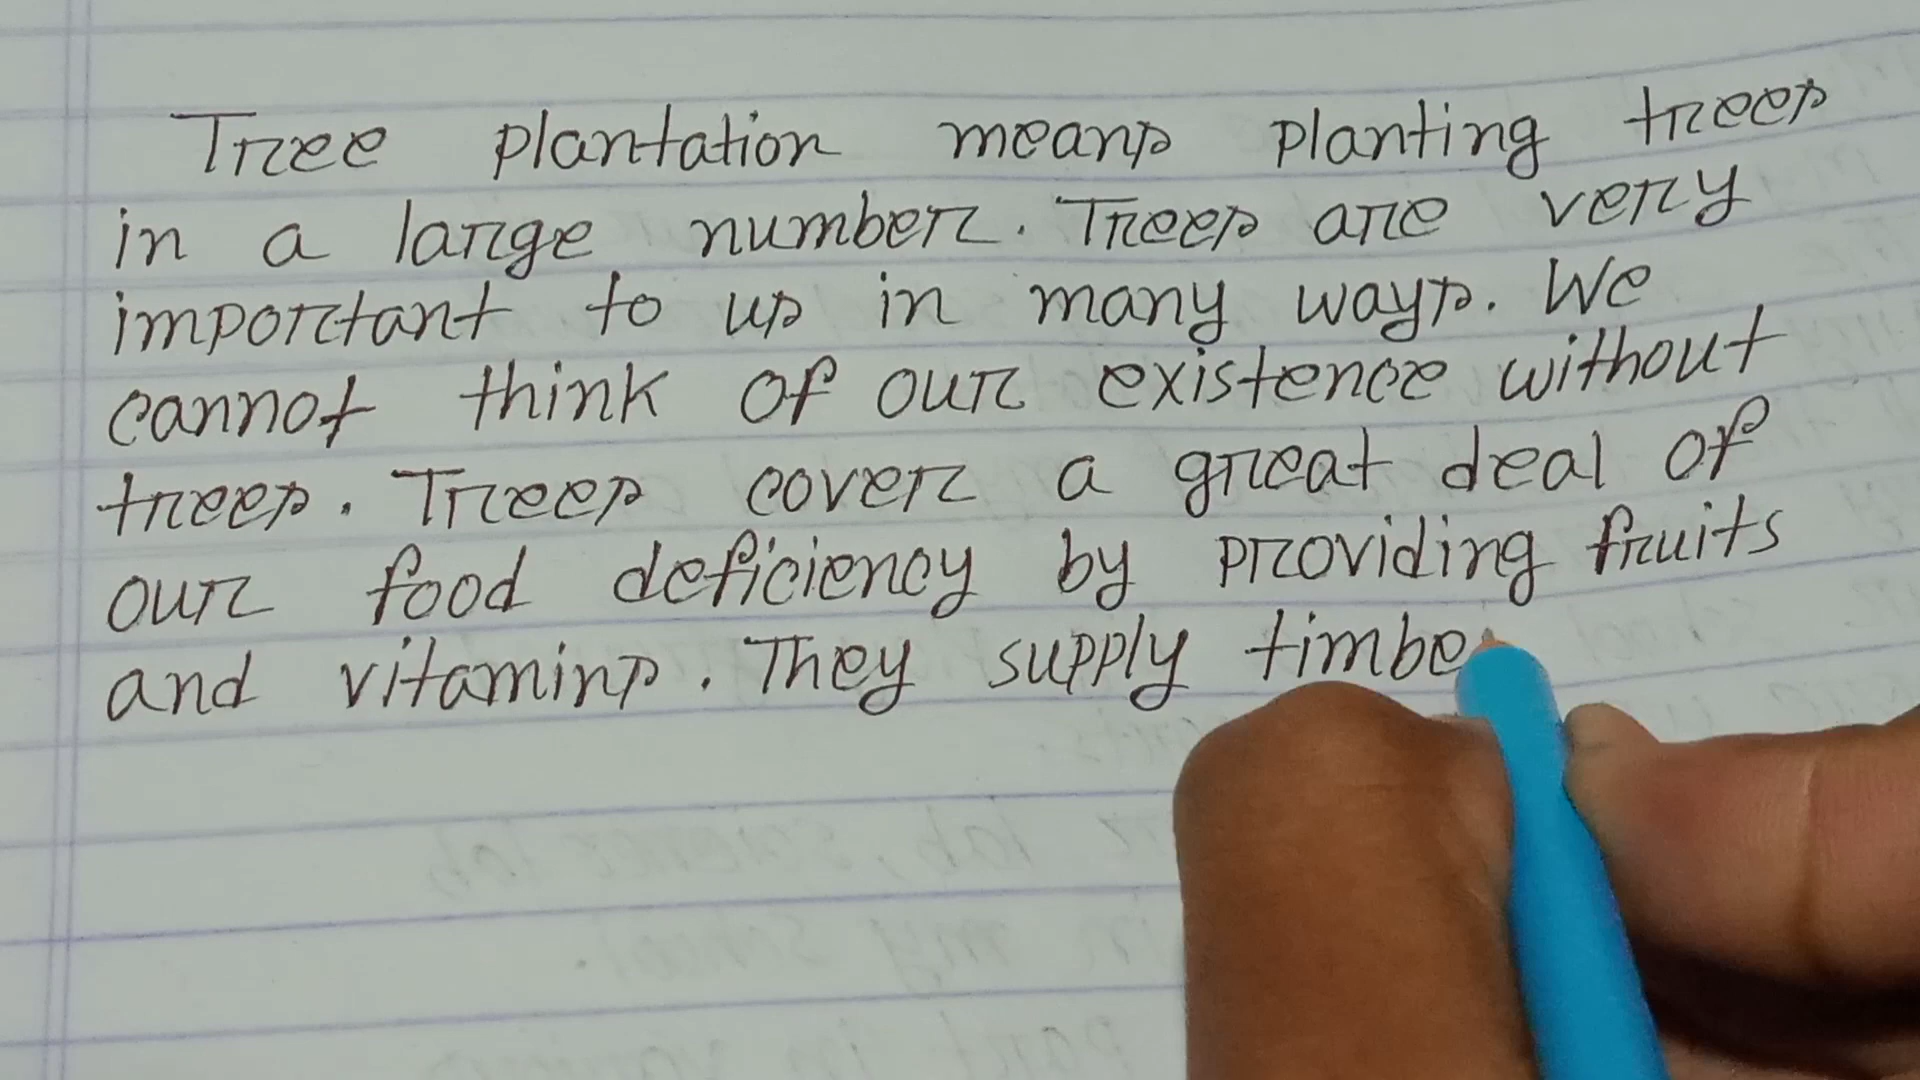 Tree plantation means planting trees
in a large number. Trees are very
important to us in many ways. We
cannot think of our existence without
trees. Trees cover a great deal of
our food deficiency by providing fruits
and vitamins. They supply timbe